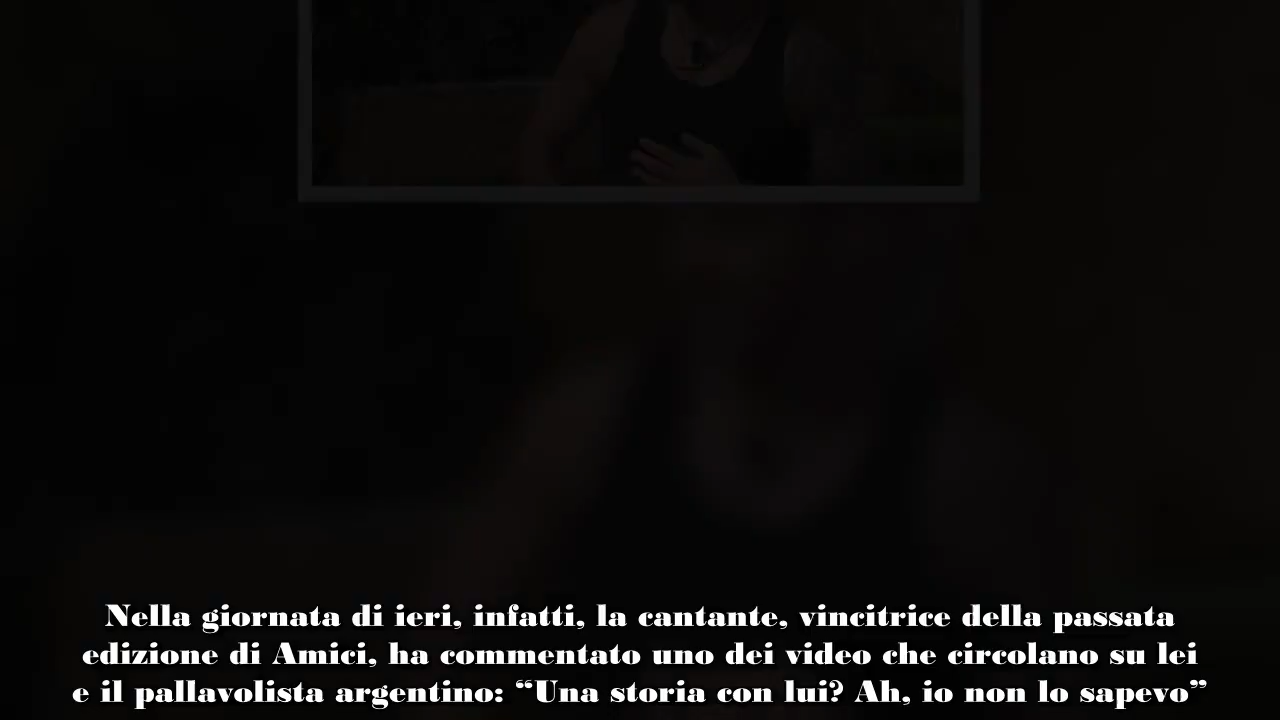 Nella giornata di ieri, infatti, la cantante, vincitrice della passata
edizione di Amici, ha commentato uno dei video che circolano su lei
e il pallavolista argentino: “Una storia con lui? Ah, io non lo sapevo”